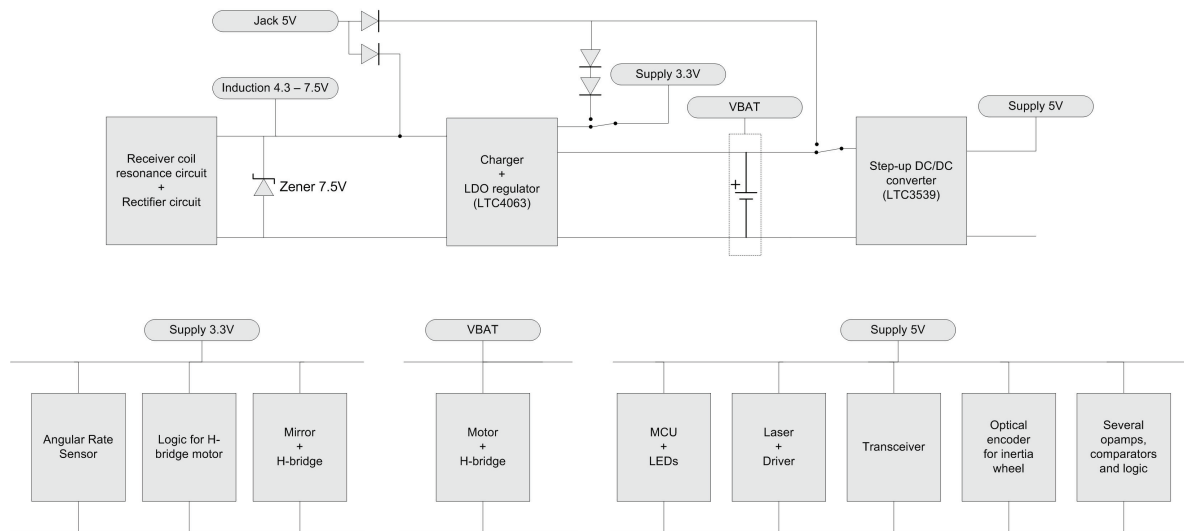 Jack 5V
Induction 4.3 – 7.5V
Supply 3.3V
VBAT
Supply 5V
Receiver coil
resonance circuit
+
Rectifier circuit
Zener 7.5V
Charger
+
LDO regulator
(LTC4063)
+
Step-up DC/DC
converter
(LTC3539)
Supply 3.3V
VBAT
Supply 5V
Angular Rate
Sensor
Logic for H-
bridge motor
Mirror
+
H-bridge
Motor
+
H-bridge
MCU
+
LEDs
Laser
+
Driver
Transceiver
Optical
encoder
for inertia
wheel
Several
opamps,
comparators
and logic